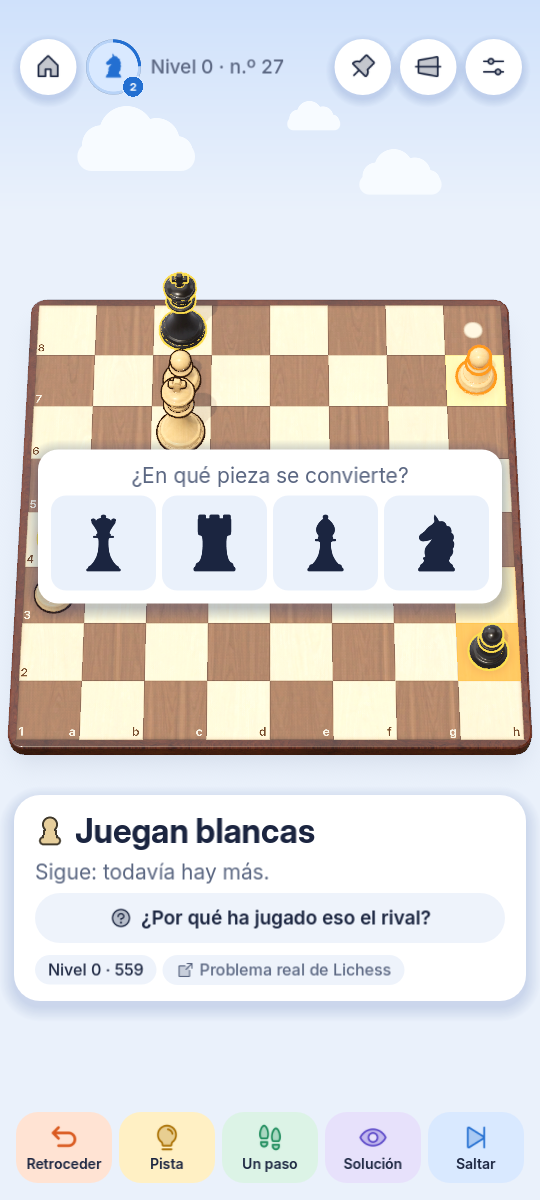 Nivel 0 · n.º 27
2
8
7
6
5
4
3
2
1 a b c d e f g h
¿En qué pieza se convierte?
Juegan blancas
Sigue: todavía hay más.
¿Por qué ha jugado eso el rival?
Nivel 0 · 559
Problema real de Lichess
Retroceder
Pista
Un paso
Solución
Saltar